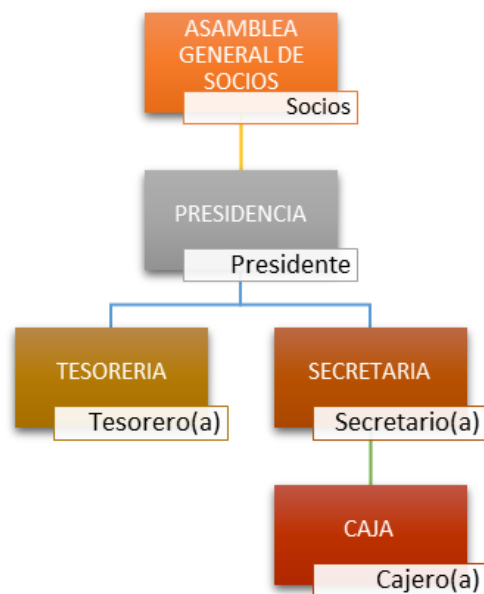 ASAMBLEA
GENERAL DE
SOCIOS
Socios
PRESIDENCIA
Presidente
TESORERIA
Tesorero(a)
SECRETARIA
Secretario(a)
CAJA
Cajero(a)